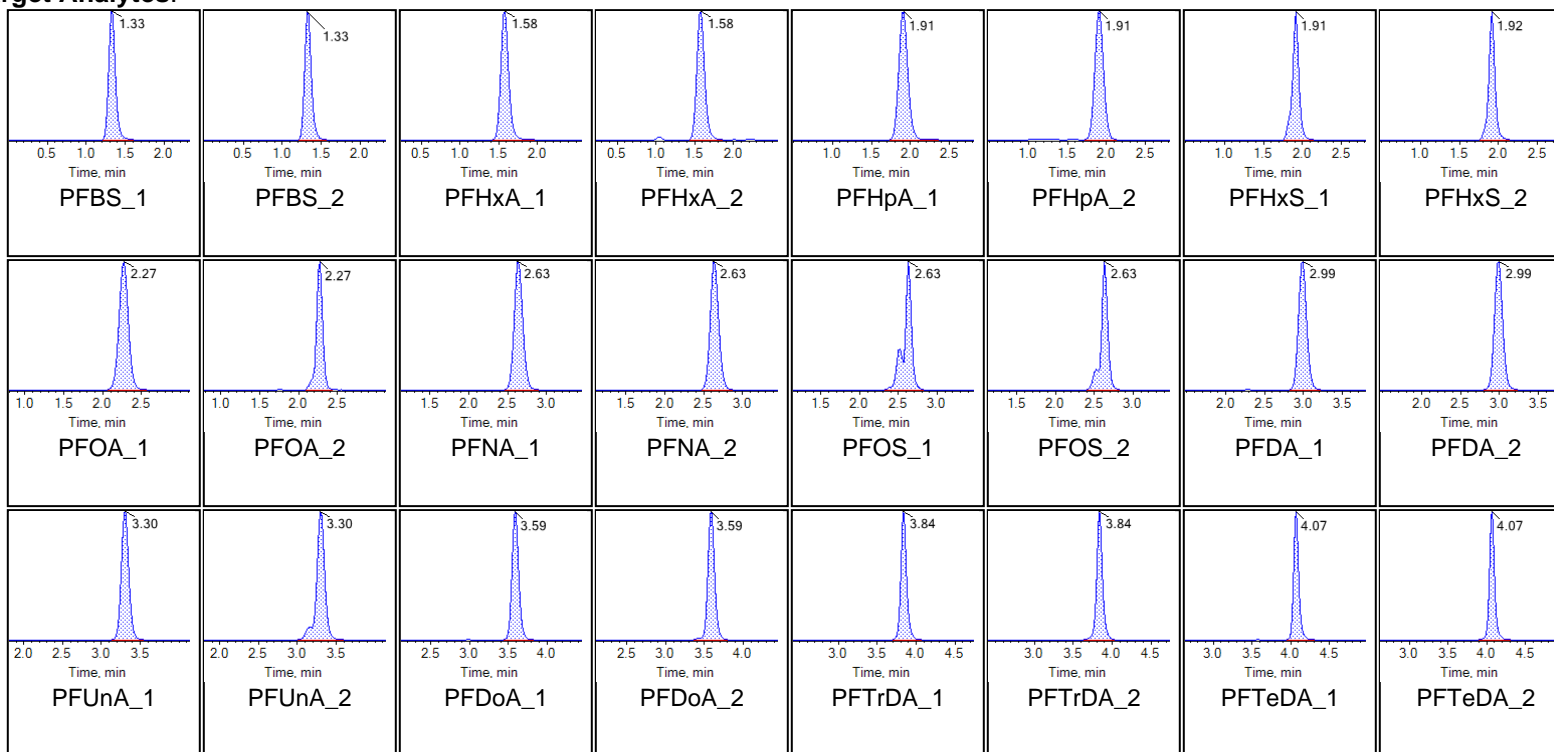 1.33 1.33 1.58 1.58 1.91 1.91 1.91 1.92
0.5 1.0 1.5 2.0 0.5 1.0 1.5 2.0 0.5 1.0 1.5 2.0 0.5 1.0 1.5 2.0 1.0 1.5 2.0 2.5 1.0 1.5 2.0 2.5 1.0 1.5 2.0 2.5 1.0 1.5 2.0 2.5
Time, min Time, min Time, min Time, min Time, min Time, min Time, min Time, min
PFBS_1 PFBS_2 PFHxA_1 PFHxA_2 PFHpA_1 PFHpA_2 PFHxS_1 PFHxS_2
2.27 2.27 2.63 2.63 2.63 2.63 2.99 2.99
1.0 1.5 2.0 2.5 1.0 1.5 2.0 2.5 1.5 2.0 2.5 3.0 1.5 2.0 2.5 3.0 1.5 2.0 2.5 3.0 1.5 2.0 2.5 3.0 2.0 2.5 3.0 3.5 2.0 2.5 3.0 3.5
Time, min Time, min Time, min Time, min Time, min Time, min Time, min Time, min
PFOA_1 PFOA_2 PFNA_1 PFNA_2 PFOS_1 PFOS_2 PFDA_1 PFDA_2
3.30 3.30 3.59 3.59 3.84 3.84 4.07 4.07
2.0 2.5 3.0 3.5 2.0 2.5 3.0 3.5 2.5 3.0 3.5 4.0 2.5 3.0 3.5 4.0 3.0 3.5 4.0 4.5 3.0 3.5 4.0 4.5 3.0 3.5 4.0 4.5 3.0 3.5 4.0 4.5
Time, min Time, min Time, min Time, min Time, min Time, min Time, min Time, min
PFUnA_1 PFUnA_2 PFDoA_1 PFDoA_2 PFTrDA_1 PFTrDA_2 PFTeDA_1 PFTeDA_2